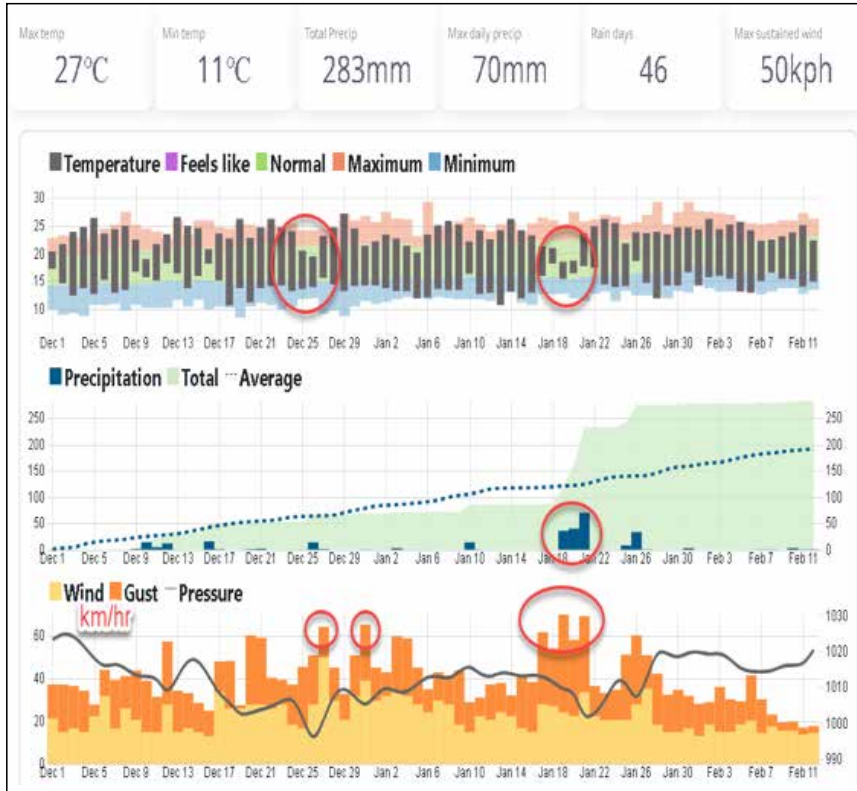 Max temp Min temp Total Precip Max daily precip Rain days Max sustained wind
27°C 11°C 283mm 70mm 46 50kph
Temperature Feels like Normal Maximum Minimum
30
25
20
15
10
Dec 1 Dec 5 Dec 9 Dec 13 Dec 17 Dec 21 Dec 25 Dec 29 Jan 2 Jan 6 Jan 10 Jan 14 Jan 18 Jan 22 Jan 26 Jan 30 Feb 3 Feb 7 Feb 11
Precipitation Total Average
250 250
200 200
150 150
100 100
50 50
0 0
Dec 1 Dec 5 Dec 9 Dec 13 Dec 17 Dec 21 Dec 25 Dec 29 Jan 2 Jan 6 Jan 10 Jan 14 Jan 18 Jan 22 Jan 26 Jan 30 Feb 3 Feb 7 Feb 11
Wind Gust Pressure
km/hr
60 1030
1020
40 1010
20 1000
0 990
Dec 1 Dec 5 Dec 9 Dec 13 Dec 17 Dec 21 Dec 25 Dec 29 Jan 2 Jan 6 Jan 10 Jan 14 Jan 18 Jan 22 Jan 26 Jan 30 Feb 3 Feb 7 Feb 11